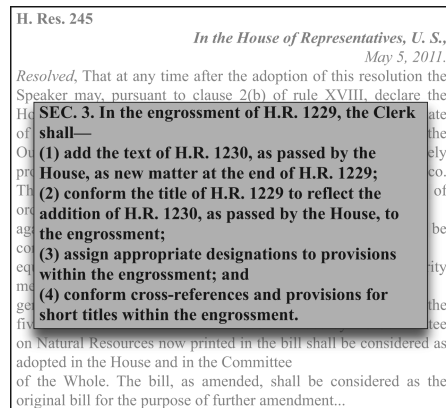 H. Res. 245
In the House of Representatives, U. S.,
May 5, 2011.
Resolved, That at any time after the adoption of this resolution the
Speaker may, pursuant to clause 2(b) of rule XVIII, declare the
SEC. 3. In the engrossment of H.R. 1229, the Clerk
shall—
(1) add the text of H.R. 1230, as passed by the
House, as new matter at the end of H.R. 1229;
(2) conform the title of H.R. 1229 to reflect the
addition of H.R. 1230, as passed by the House, to
the engrossment;
(3) assign appropriate designations to provisions
within the engrossment; and
(4) conform cross-references and provisions for
short titles within the engrossment.
on Natural Resources now printed in the bill shall be considered as
adopted in the House and in the Committee
of the Whole. The bill, as amended, shall be considered as the
original bill for the purpose of further amendment...